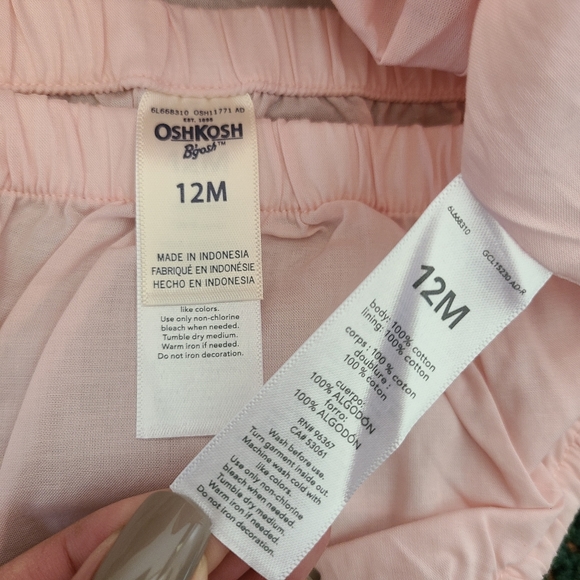 6L668310 OSH11771 AD
EST. 1895
OSHKOSH
B'gosh™
12M
MADE IN INDONESIA
FABRIQUÉ EN INDONÉSIE
HECHO EN INDONESIA
like colors.
Use only non-chlorine
bleach when needed.
Tumble dry medium.
Warm iron if needed.
Do not iron decoration.
6L668310
GCL15230 AD-R
12M
body: 100% cotton
lining: 100% cotton
corps : 100 % coton
doublure :
100 % coton
cuerpo:
100% ALGODÓN
forro:
100% ALGODÓN
RN# 96367
CA# 53061
Wash before use.
Turn garment inside out.
Machine wash cold with
like colors.
Use only non-chlorine
bleach when needed.
Tumble dry medium.
Warm iron if needed.
Do not iron decoration.